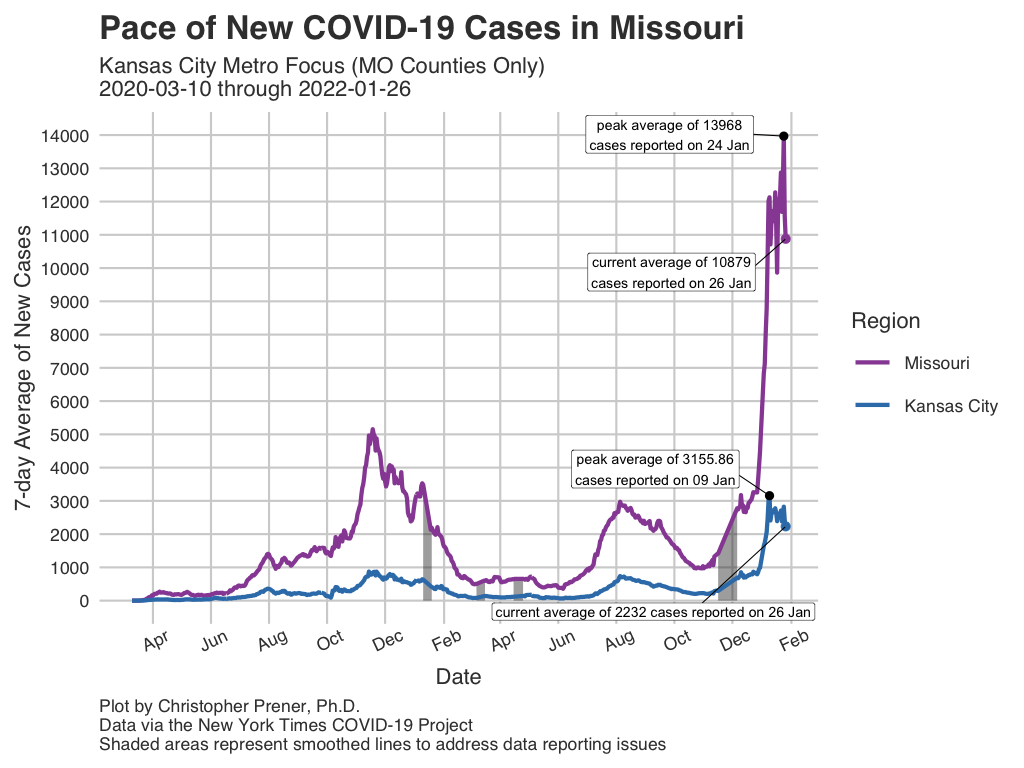 Pace of New COVID-19 Cases in Missouri
Kansas City Metro Focus (MO Counties Only)
2020-03-10 through 2022-01-26
14000
13000
12000
11000
10000
9000
8000
7000
6000
5000
4000
3000
2000
1000
0
7-day Average of New Cases
peak average of 13968
cases reported on 24 Jan
current average of 10879
cases reported on 26 Jan
peak average of 3155.86
cases reported on 09 Jan
current average of 2232 cases reported on 26 Jan
Apr
Jun
Aug
Oct
Dec
Feb
Apr
Jun
Aug
Oct
Dec
Feb
Date
Region
Missouri
Kansas City
Plot by Christopher Prener, Ph.D.
Data via the New York Times COVID-19 Project
Shaded areas represent smoothed lines to address data reporting issues